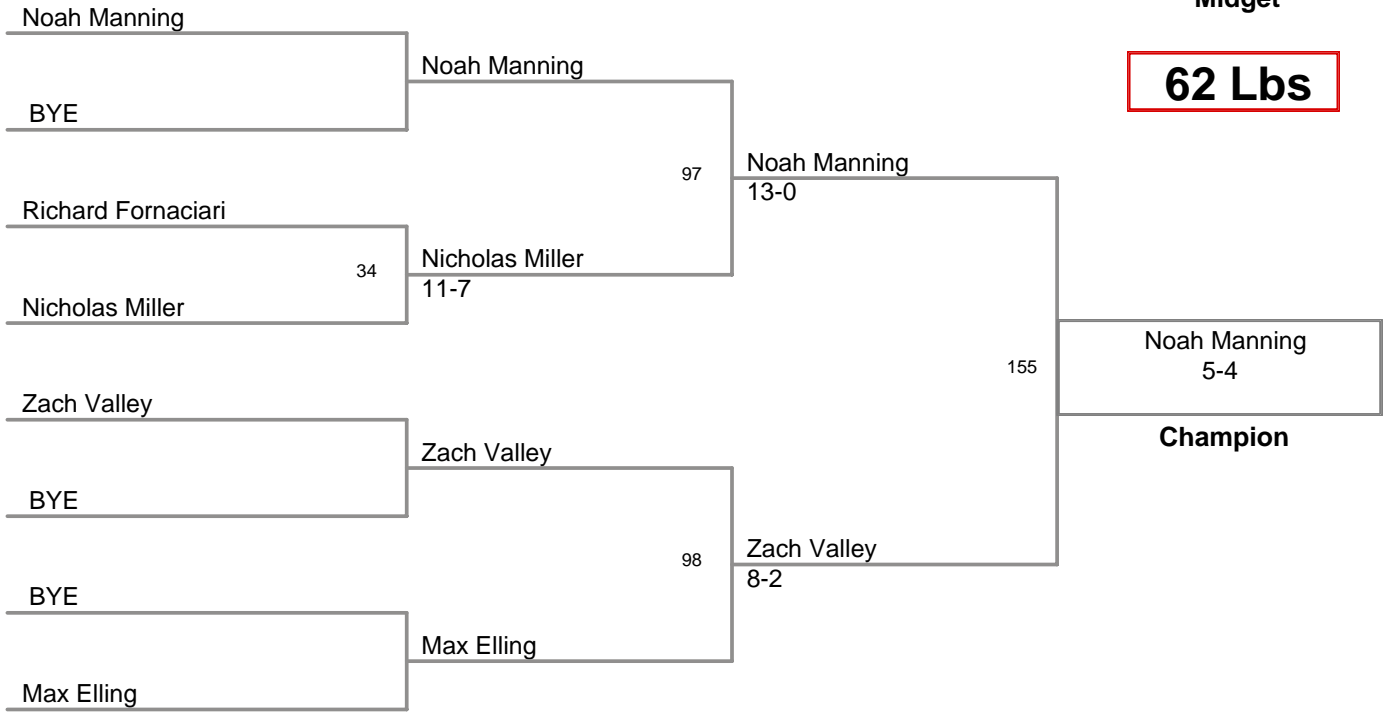 Midget
62 Lbs
Noah Manning
BYE
Richard Fornaciari
Nicholas Miller
Zach Valley
BYE
BYE
Max Elling
Noah Manning
34
Nicholas Miller
11-7
Zach Valley
Max Elling
97
98
Noah Manning
13-0
Zach Valley
8-2
155
Noah Manning
5-4
Champion